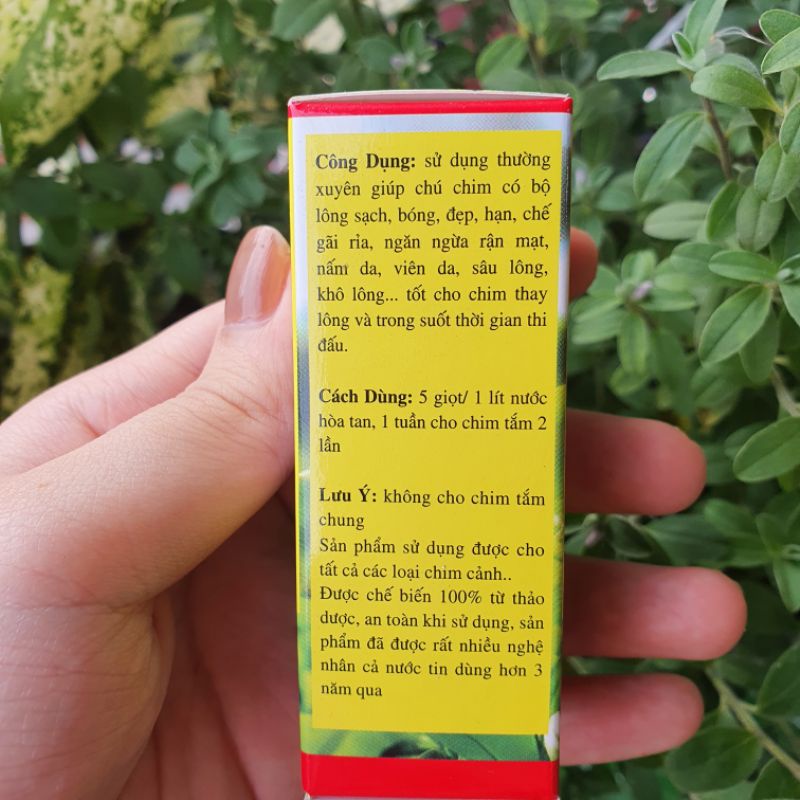 Công Dụng: sử dụng thường
xuyên giúp chú chim có bộ
lông sạch, bóng, đẹp, hạn, chế
gãi rỉa, ngăn ngừa rận mạt,
nấm da, viên da, sâu lông,
khô lông... tốt cho chim thay
lông và trong suốt thời gian thi
đấu.
Cách Dùng: 5 giọt/ 1 lít nước
hòa tan, 1 tuần cho chim tắm 2
lần
Lưu Ý: không cho chim tắm
chung
Sản phẩm sử dụng được cho
tất cả các loại chim cảnh..
Được chế biến 100% từ thảo
dược, an toàn khi sử dụng, sản
phẩm đã được rất nhiều nghệ
nhân cả nước tin dùng hơn 3
năm qua